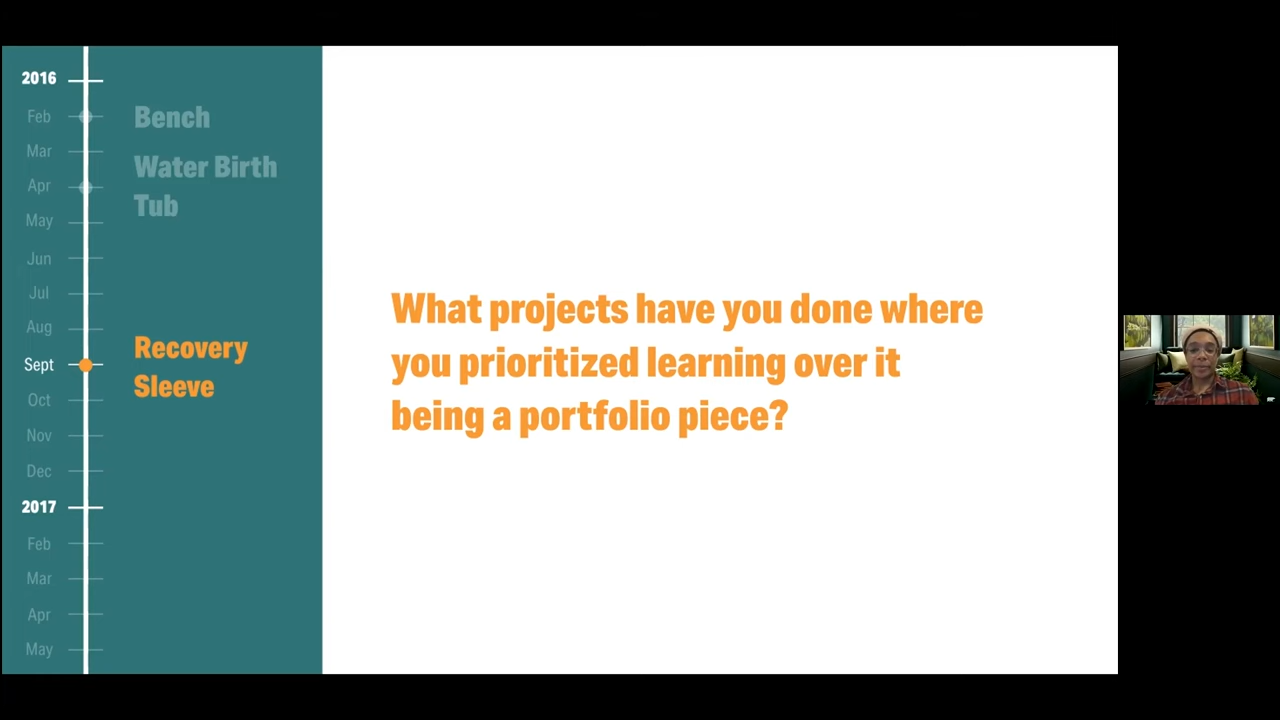 2016
Feb
Mar
Apr
May
Jun
Jul
Aug
Sept
Oct
Nov
Dec
2017
Feb
Mar
Apr
May
Bench
Water Birth
Tub
Recovery
Sleeve
What projects have you done where
you prioritized learning over it
being a portfolio piece?